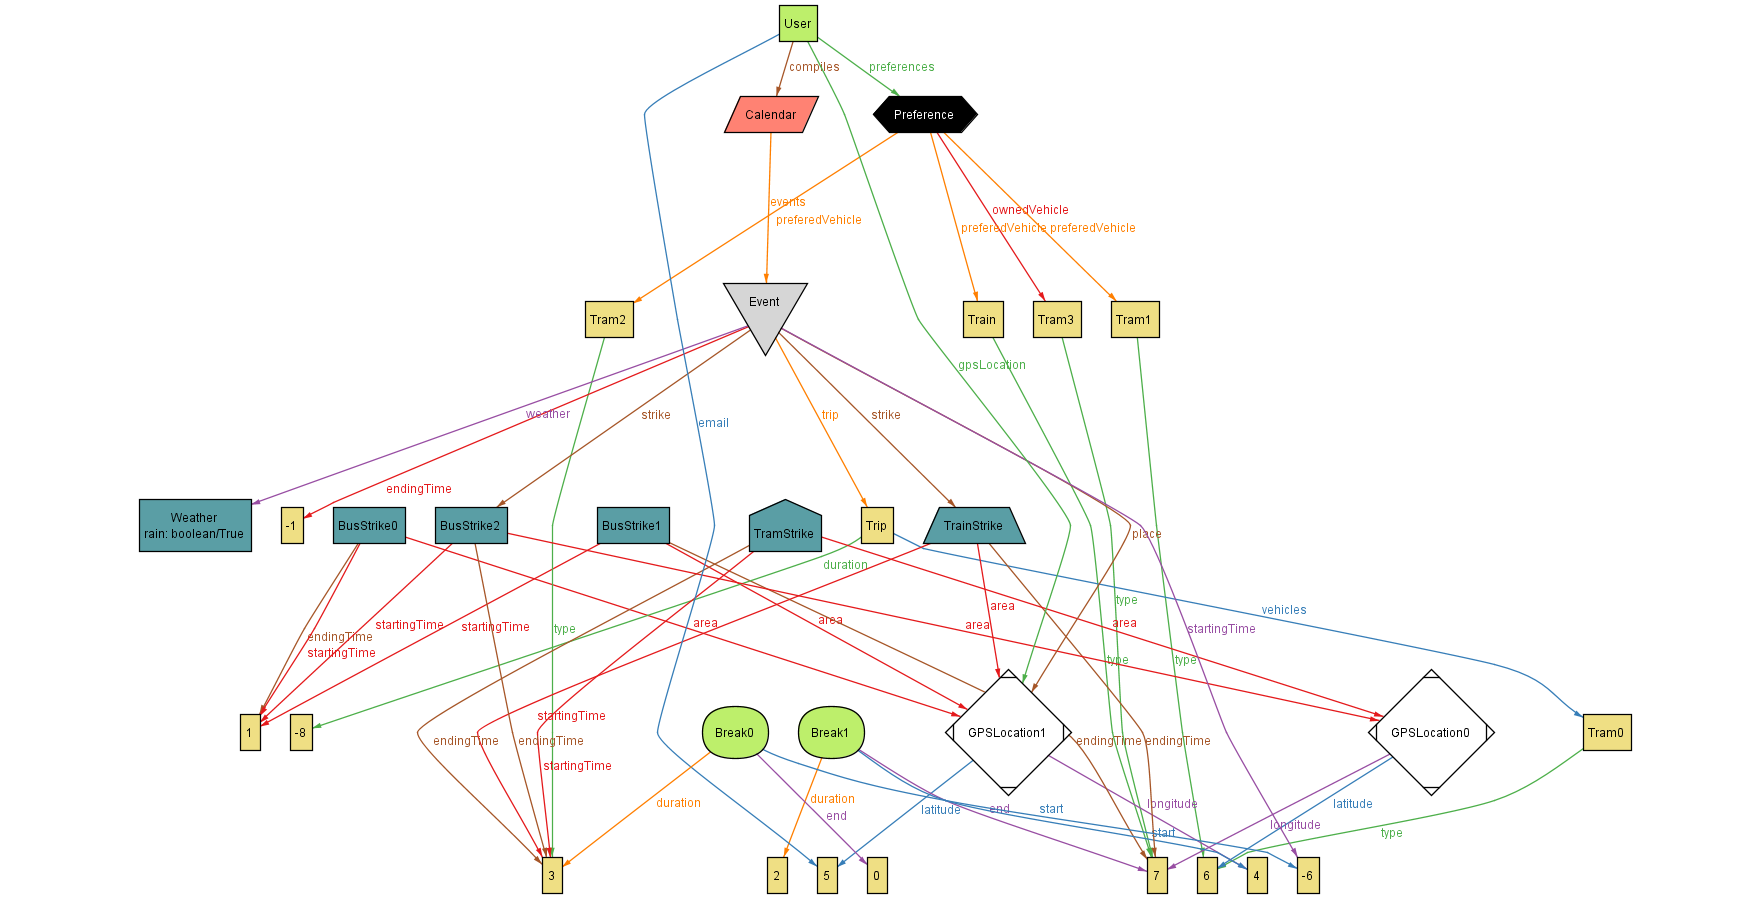 User
compiles
preferences
Calendar
Preference
events
preferedVehicle
ownedVehicle
preferedVehicle
preferedVehicle
Event
Tram2
Train
Tram3
Tram1
gpsLocation
weather
strike
trip
strike
email
endingTime
Weather
rain: boolean/True
-1
BusStrike0
BusStrike2
BusStrike1
TramStrike
Trip
TrainStrike
place
duration
type
area
vehicles
endingTime
startingTime
startingTime
startingTime
type
area
area
area
area
startingTime
type
type
1
-8
startingTime
endingTime
endingTime
startingTime
Break0
Break1
GPSLocation1
endingTime
endingTime
GPSLocation0
Tram0
duration
duration
end
latitude
end
start
longitude
start
latitude
longitude
type
3
2
5
0
7
6
4
-6